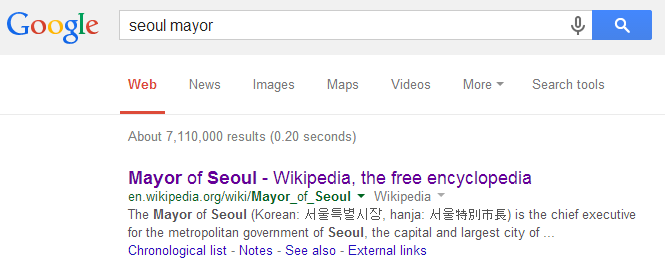 Google seoul mayor
Web News Images Maps Videos More Search tools
About 7,110,000 results (0.20 seconds)
Mayor of Seoul - Wikipedia, the free encyclopedia
en.wikipedia.org/wiki/Mayor_of_Seoul Wikipedia
The Mayor of Seoul (Korean: 서울특별시장, hanja: 서울特別市長) is the chief executive
for the metropolitan government of Seoul, the capital and largest city of ...
Chronological list - Notes - See also - External links